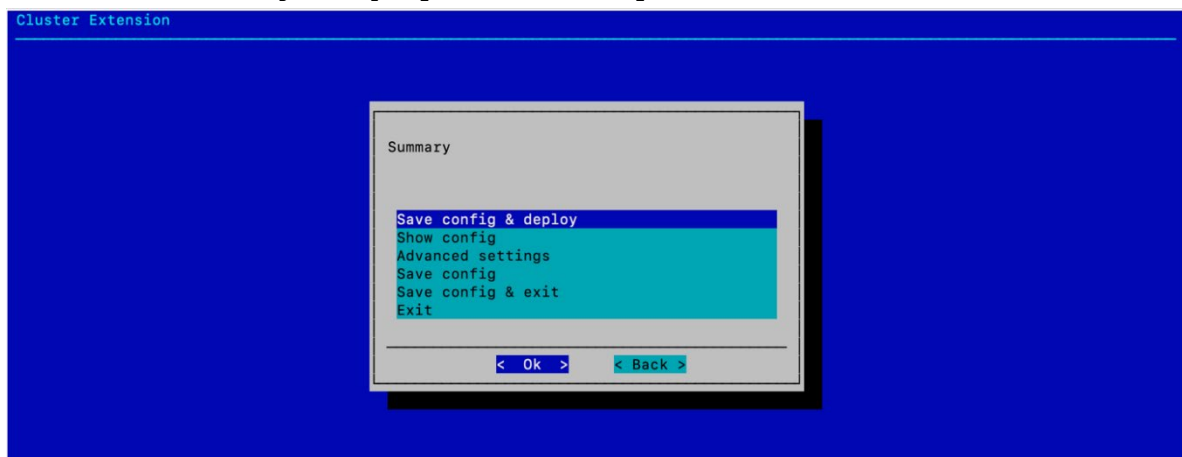 Cluster Extension
Summary
Save config & deploy
Show config
Advanced settings
Save config
Save config & exit
Exit
< Ok > < Back >